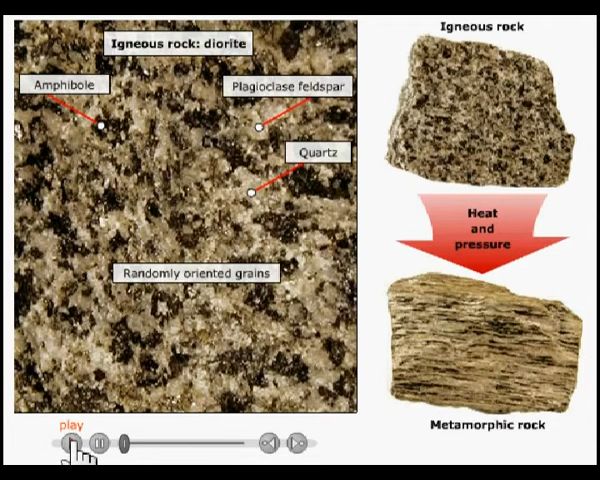 Igneous rock: diorite
Amphibole
Plagioclase feldspar
Quartz
Randomly oriented grains
play
Igneous rock
Heat
and
pressure
Metamorphic rock